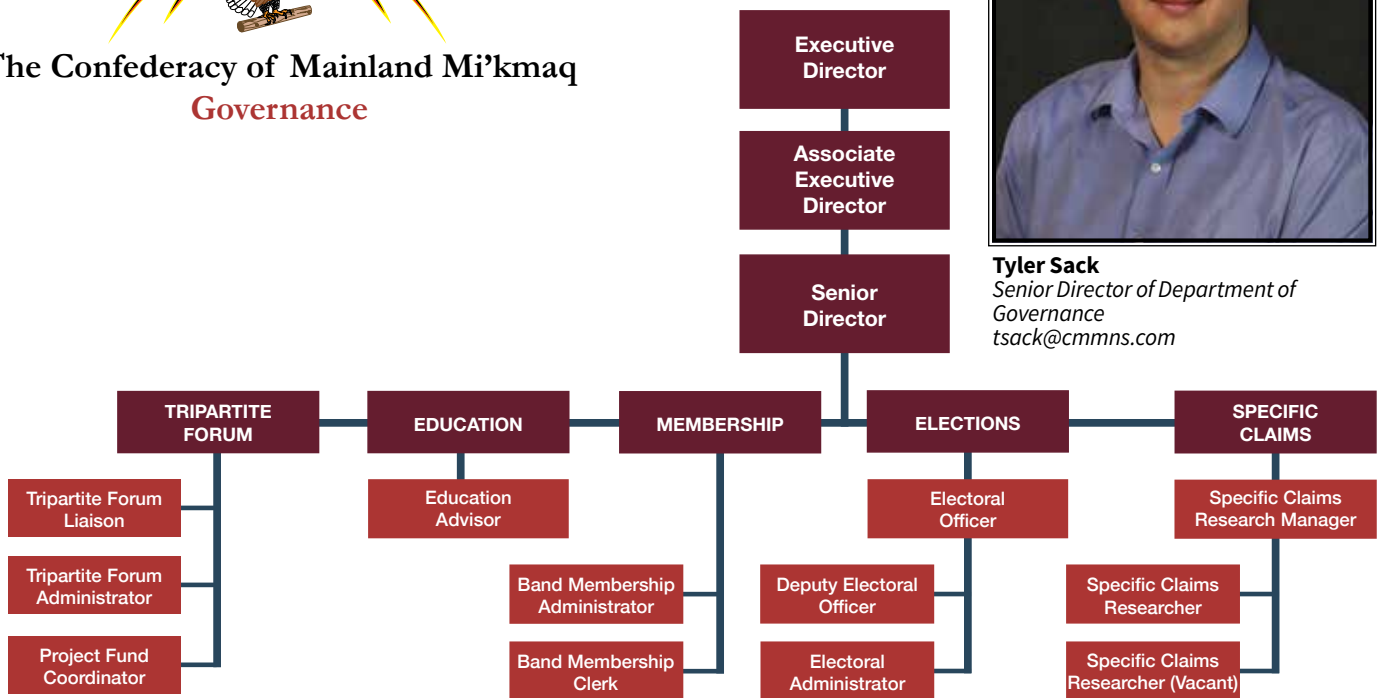 The Confederacy of Mainland Mi'kmaq
Governance
Executive
Director
Associate
Executive
Director
Senior
Director
Tyler Sack
Senior Director of Department of
Governance
tsack@cmmns.com
TRIPARTITE
FORUM
EDUCATION
MEMBERSHIP
ELECTIONS
SPECIFIC
CLAIMS
Tripartite Forum
Liaison
Tripartite Forum
Administrator
Project Fund
Coordinator
Education
Advisor
Band Membership
Administrator
Band Membership
Clerk
Electoral
Officer
Deputy Electoral
Officer
Electoral
Administrator
Specific Claims
Research Manager
Specific Claims
Researcher
Specific Claims
Researcher (Vacant)